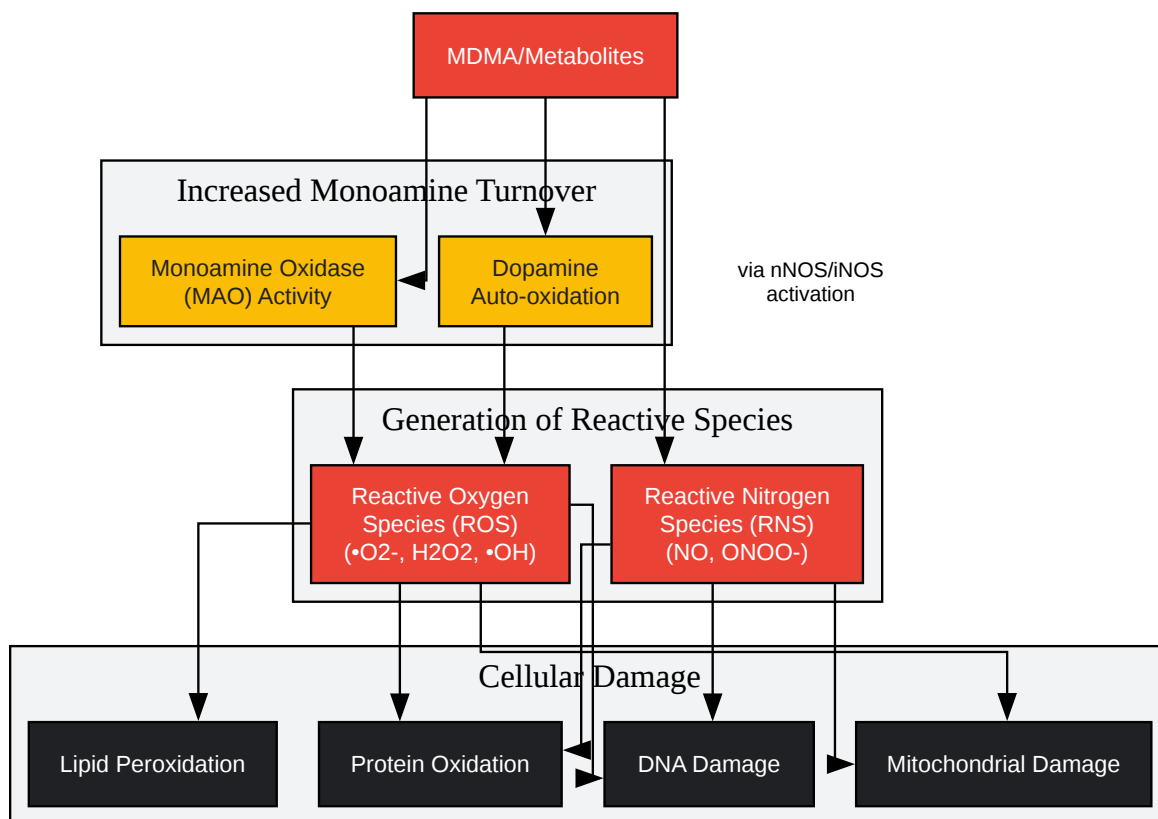 MDMA/Metabolites
Increased Monoamine Turnover
Monoamine Oxidase
(MAO) Activity
Dopamine
Auto-oxidation
via nNOS/iNOS
activation
Generation of Reactive Species
Reactive Oxygen
Species (ROS)
(•O2-, H2O2, •OH)
Reactive Nitrogen
Species (RNS)
(NO, ONOO-)
Cellular Damage
Lipid Peroxidation
Protein Oxidation
DNA Damage
Mitochondrial Damage